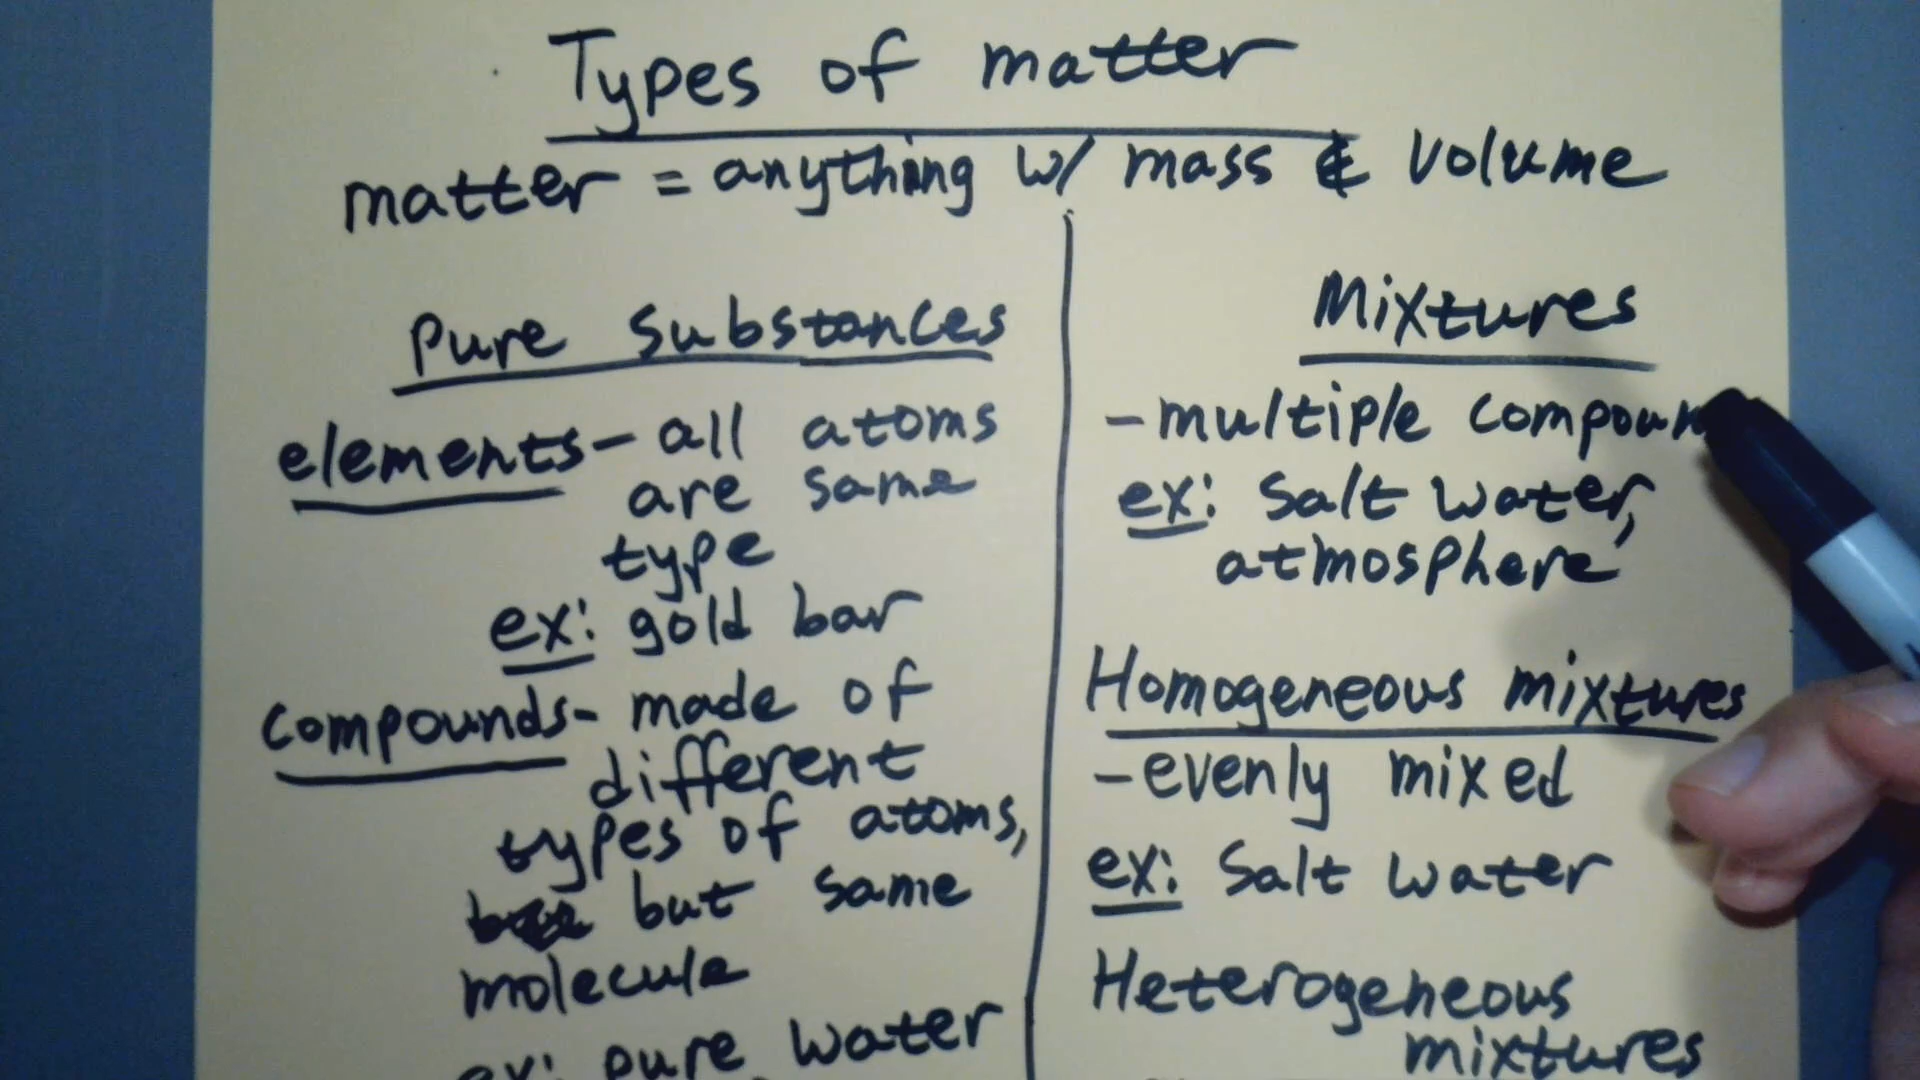 Types of matter
matter = anything w/ mass & volume
Pure Substances
elements - all atoms
are same
type
ex: gold bar
compounds - made of
different
types of atoms,
but same
molecule
ex: pure water
Mixtures
- multiple
ex: Salt water,
atmosphere
Homogeneous mixtures
- evenly mixed
ex: Salt water
Heterogeneous
mixtures